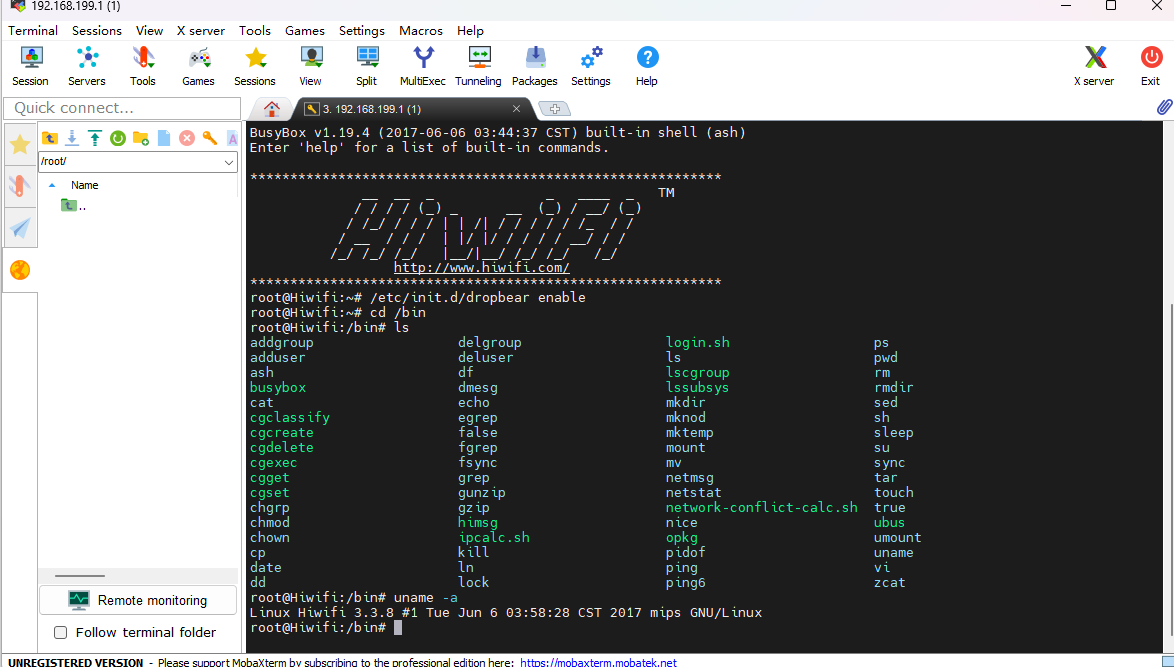 192.168.199.1 (1)
Terminal Sessions View X server Tools Games Settings Macros Help
Session Servers Tools Games Sessions View Split MultiExec Tunneling Packages Settings Help X server Exit
Quick connect...
3. 192.168.199.1 (1)
/root/
Name
..
Remote monitoring
Follow terminal folder
BusyBox v1.19.4 (2017-06-06 03:44:37 CST) built-in shell (ash)
Enter 'help' for a list of built-in commands.
***********************************************************
TM
HiWiFi
http://www.hiwifi.com/
***********************************************************
root@Hiwifi:~# /etc/init.d/dropbear enable
root@Hiwifi:~# cd /bin
root@Hiwifi:/bin# ls
addgroup delgroup login.sh ps
adduser deluser ls pwd
ash df lscgroup rm
busybox dmesg lssubsys rmdir
cat echo mkdir sed
cgclassify egrep mknod sh
cgcreate false mktemp sleep
cgdelete fgrep mount su
cgexec fsync mv sync
cgget grep netmsg tar
cgset gunzip netstat touch
chgrp gzip network-conflict-calc.sh true
chmod himsg nice ubus
chown ipcalc.sh opkg umount
cp kill pidof uname
date ln ping vi
dd lock ping6 zcat
root@Hiwifi:/bin# uname -a
Linux Hiwifi 3.3.8 #1 Tue Jun 6 03:58:28 CST 2017 mips GNU/Linux
root@Hiwifi:/bin#
UNREGISTERED VERSION - Please support MobaXterm by subscribing to the professional edition here: https://mobaxterm.mobatek.net